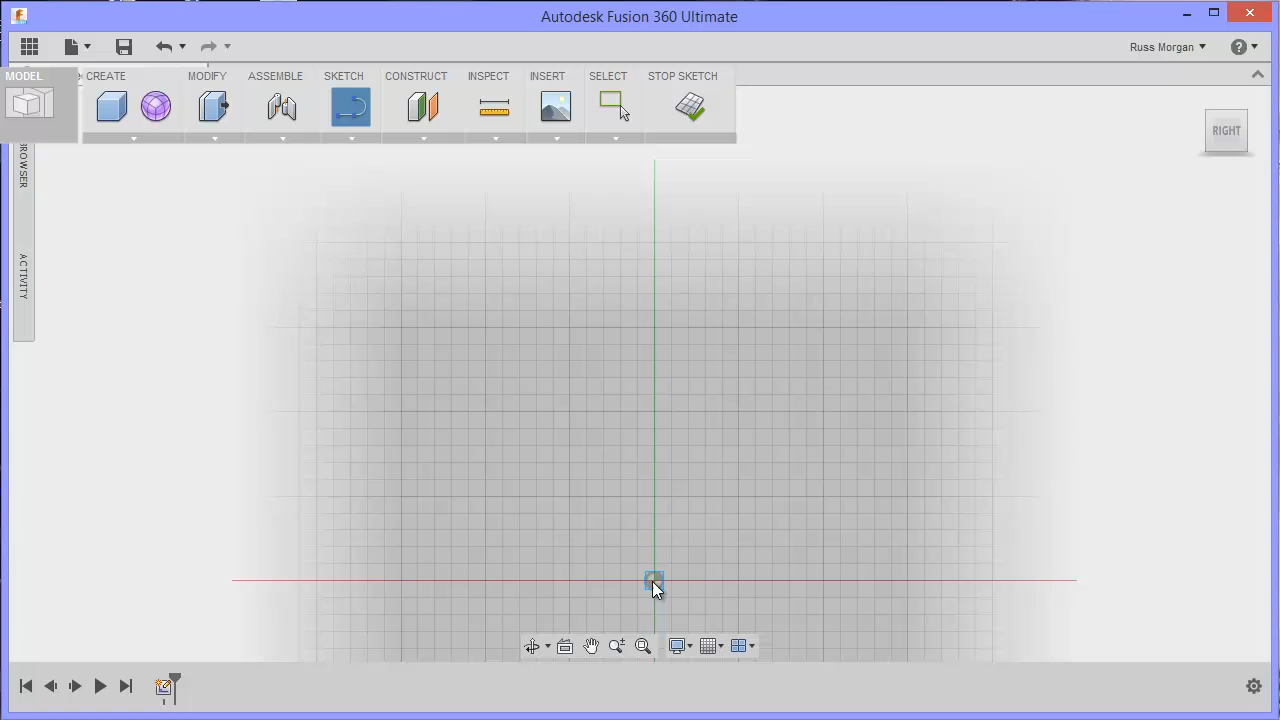 Autodesk Fusion 360 Ultimate
Russ Morgan
MODEL
CREATE
MODIFY
ASSEMBLE
SKETCH
CONSTRUCT
INSPECT
INSERT
SELECT
STOP SKETCH
RIGHT
BROWSER
ACTIVITY